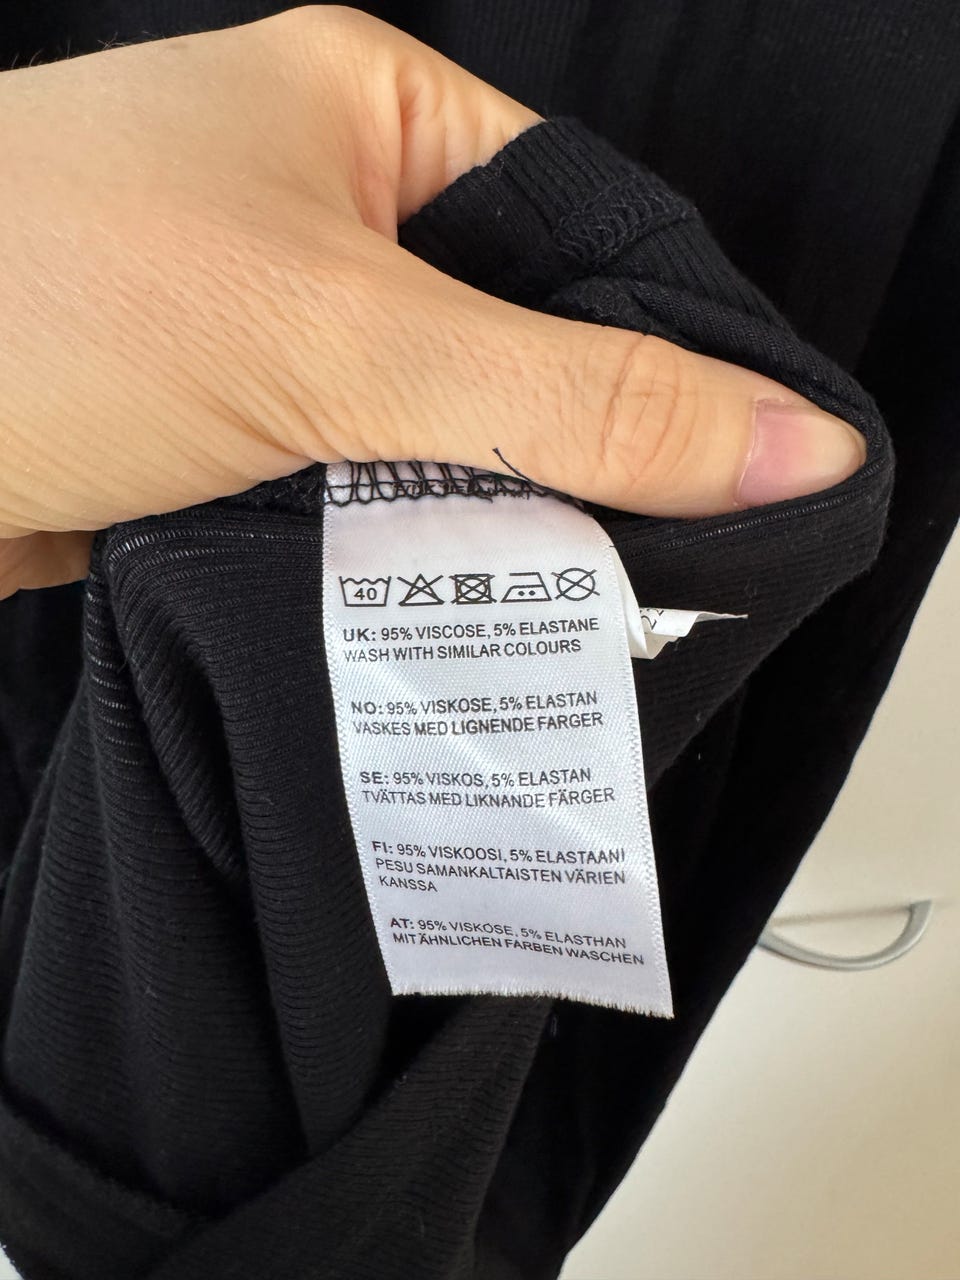 40
UK: 95% VISCOSE, 5% ELASTANE
WASH WITH SIMILAR COLOURS
NO: 95% VISKOSE, 5% ELASTAN
VASKES MED LIGNENDE FARGER
SE: 95% VISKOS, 5% ELASTAN
TVÄTTAS MED LIKNANDE FÄRGER
FI: 95% VISKOOSI, 5% ELASTAANI
PESU SAMANKALTAISTEN VÄRIEN
KANSSA
AT: 95% VISKOSE, 5% ELASTHAN
MIT ÄHNLICHEN FARBEN WASCHEN